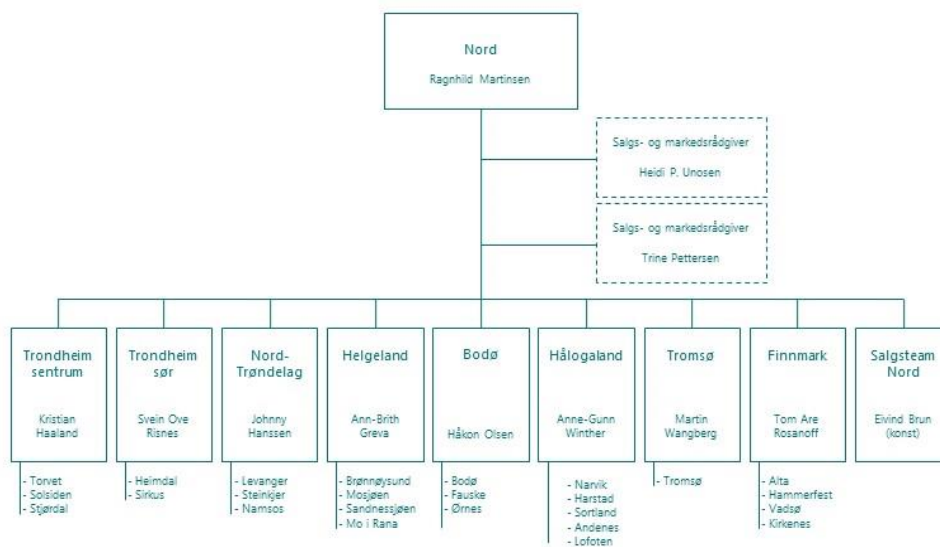 Nord
Ragnhild Martinsen
Salgs- og markedsrådgiver
Heidi P. Unosen
Salgs- og markedsrådgiver
Trine Pettersen
Trondheim
sentrum
Kristian
Haaland
- Torvet
- Solsiden
- Stjørdal
Trondheim
sør
Svein Ove
Risnes
- Heimdal
- Sirkus
Nord-
Trøndelag
Johnny
Hanssen
- Levanger
- Steinkjer
- Namsos
Helgeland
Ann-Brith
Greva
- Brønnøysund
- Mosjøen
- Sandnessjøen
- Mo i Rana
Bodø
Håkon Olsen
- Bodø
- Fauske
- Ørnes
Hålogaland
Anne-Gunn
Winther
- Narvik
- Harstad
- Sortland
- Andenes
- Lofoten
Tromsø
Martin
Wangberg
- Tromsø
Finnmark
Tom Are
Rosanoff
- Alta
- Hammerfest
- Vadsø
- Kirkenes
Salgsteam
Nord
Eivind Brun
(konst)